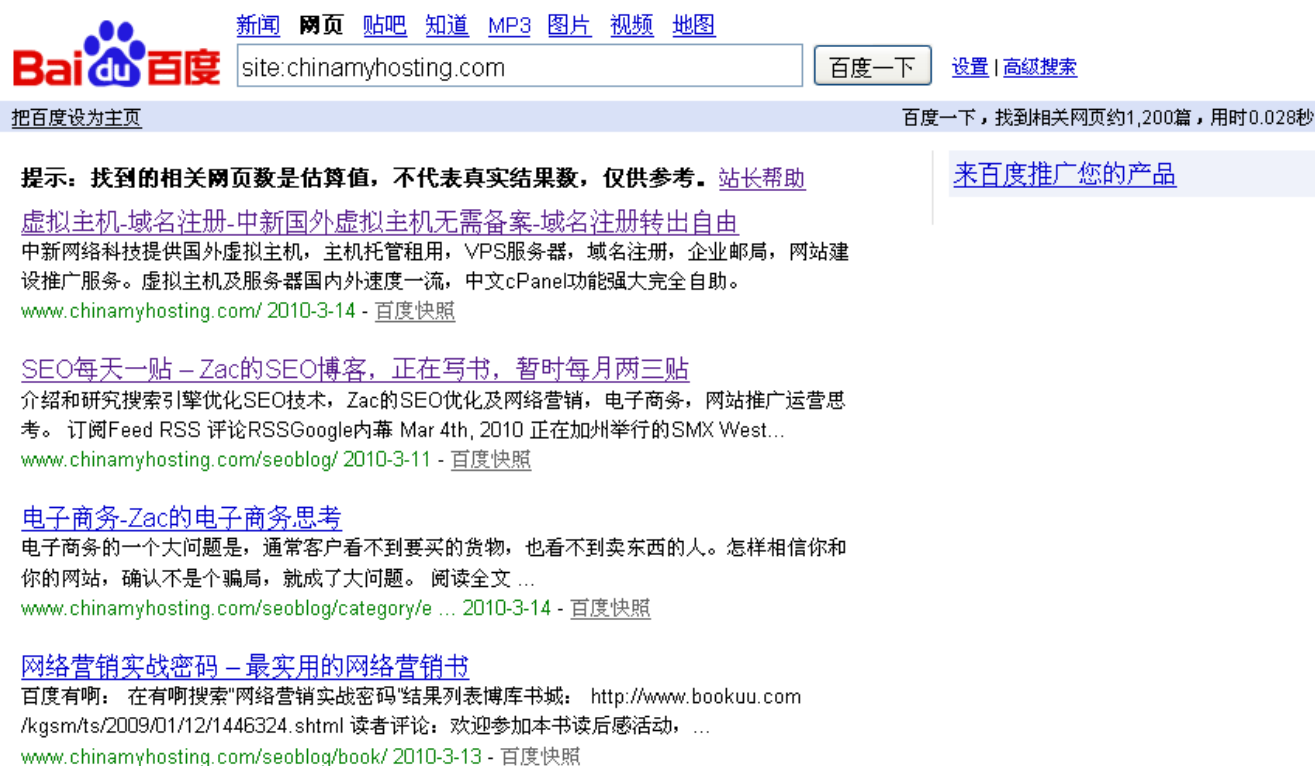 新闻 网页 贴吧 知道 MP3 图片 视频 地图
Bai du 百度 site:chinamyhosting.com 百度一下 设置 | 高级搜索
把百度设为主页 百度一下，找到相关网页约1,200篇，用时0.028秒
提示：找到的相关网页数是估算值，不代表真实结果数，仅供参考。站长帮助
来百度推广您的产品
虚拟主机-域名注册-中新国外虚拟主机无需备案-域名注册转出自由
中新网络科技提供国外虚拟主机，主机托管租用，VPS服务器，域名注册，企业邮局，网站建
设推广服务。虚拟主机及服务器国内外速度一流，中文cPanel功能强大完全自助。
www.chinamyhosting.com/ 2010-3-14 - 百度快照
SEO每天一贴 – Zac的SEO博客，正在写书，暂时每月两三贴
介绍和研究搜索引擎优化SEO技术，Zac的SEO优化及网络营销，电子商务，网站推广运营思
考。 订阅Feed RSS 评论RSSGoogle内幕 Mar 4th, 2010 正在加州举行的SMX West...
www.chinamyhosting.com/seoblog/ 2010-3-11 - 百度快照
电子商务-Zac的电子商务思考
电子商务的一个大问题是，通常客户看不到要买的货物，也看不到卖东西的人。怎样相信你和
你的网站，确认不是个骗局，就成了大问题。 阅读全文 ...
www.chinamyhosting.com/seoblog/category/e ... 2010-3-14 - 百度快照
网络营销实战密码 – 最实用的网络营销书
百度有啊： 在有啊搜索"网络营销实战密码"结果列表博库书城： http://www.bookuu.com
/kgsm/ts/2009/01/12/1446324.shtml 读者评论：欢迎参加本书读后感活动，...
www.chinamyhosting.com/seoblog/book/ 2010-3-13 - 百度快照